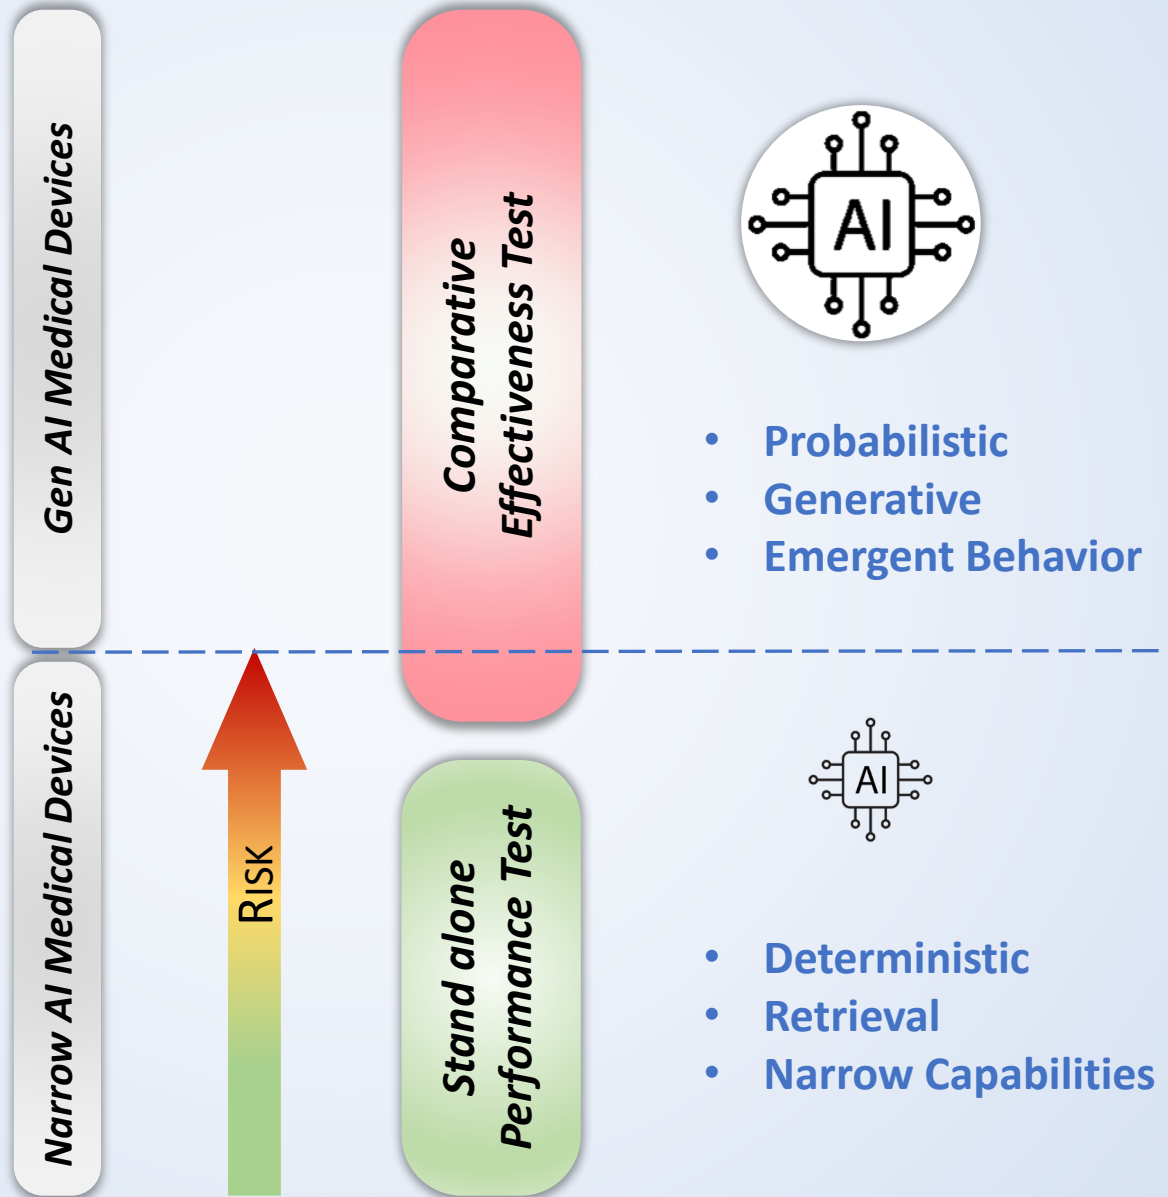 Gen AI Medical Devices
Comparative
Effectiveness Test
AI
• Probabilistic
• Generative
• Emergent Behavior
Narrow AI Medical Devices
RISK
Stand alone
Performance Test
AI
• Deterministic
• Retrieval
• Narrow Capabilities